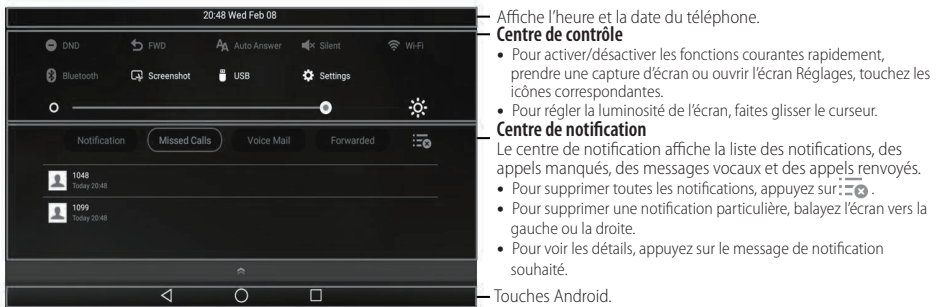 20:48 Wed Feb 08
DND
FWD
Auto Answer
Silent
Wi-Fi
Bluetooth
Screenshot
USB
Settings
Notification
Missed Calls
Voice Mail
Forwarded
1048
Today 20:48
1099
Today 20:48
Affiche l'heure et la date du téléphone.
Centre de contrôle
• Pour activer/désactiver les fonctions courantes rapidement,
prendre une capture d'écran ou ouvrir l'écran Réglages, touchez les
icônes correspondantes.
• Pour régler la luminosité de l'écran, faites glisser le curseur.
Centre de notification
Le centre de notification affiche la liste des notifications, des
appels manqués, des messages vocaux et des appels renvoyés.
• Pour supprimer toutes les notifications, appuyez sur .
• Pour supprimer une notification particulière, balayez l'écran vers la
gauche ou la droite.
• Pour voir les détails, appuyez sur le message de notification
souhaité.
Touches Android.